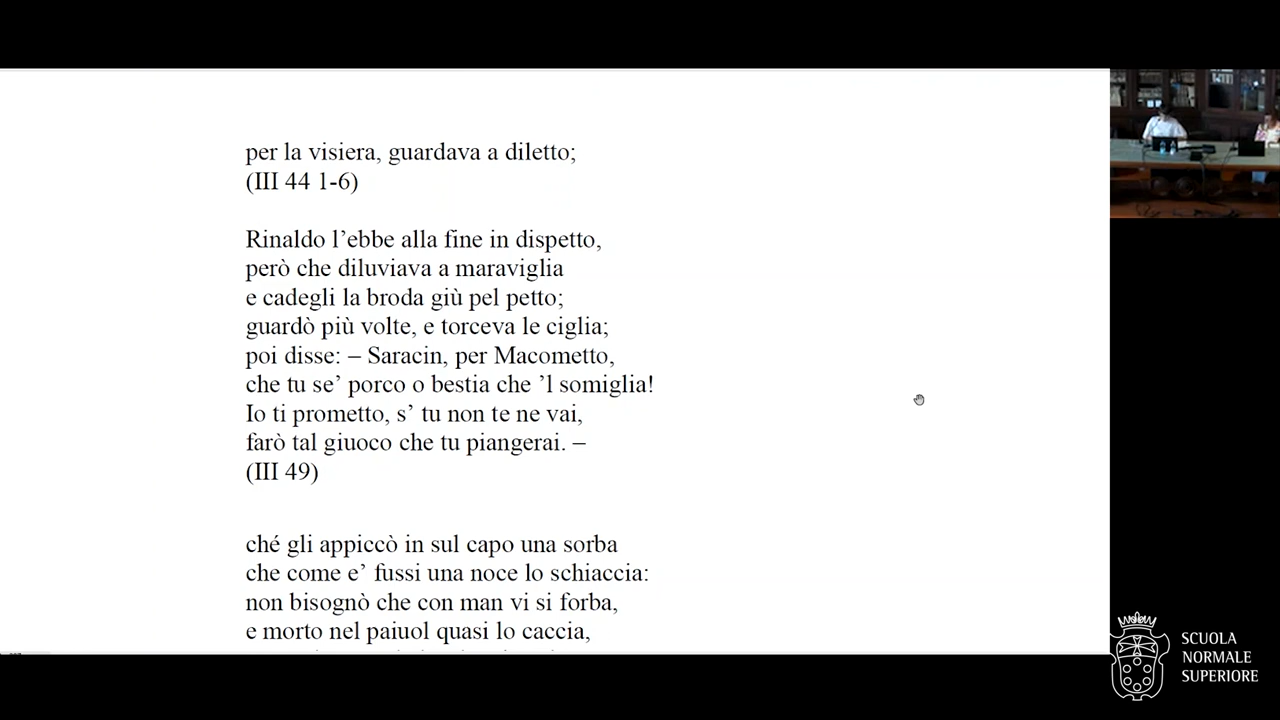 per la visiera, guardava a diletto;
(III 44 1-6)
Rinaldo l’ebbe alla fine in dispetto,
però che diluviava a maraviglia
e cadegli la broda giù pel petto;
guardò più volte, e torceva le ciglia;
poi disse: – Saracin, per Macometto,
che tu se’ porco o bestia che ’l somiglia!
Io ti prometto, s’ tu non te ne vai,
farò tal giuoco che tu piangerai. –
(III 49)
ché gli appiccò in sul capo una sorba
che come e’ fussi una noce lo schiaccia:
non bisognò che con man vi si forba,
e morto nel paiuol quasi lo caccia,
SCUOLA
NORMALE
SUPERIORE